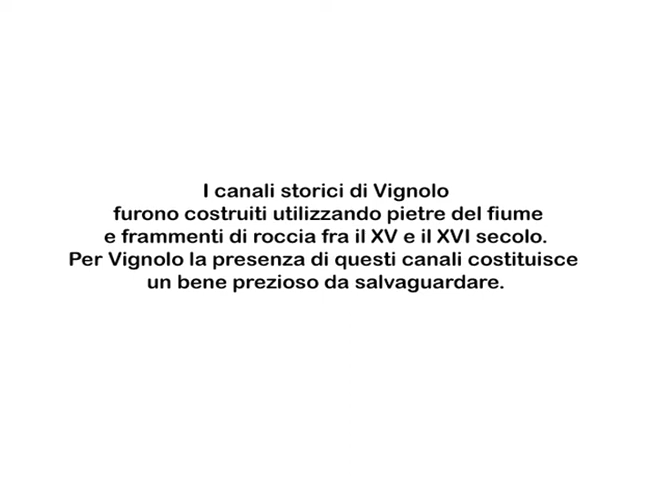 I canali storici di Vignolo
furono costruiti utilizzando pietre del fiume
e frammenti di roccia fra il XV e il XVI secolo.
Per Vignolo la presenza di questi canali costituisce
un bene prezioso da salvaguardare.